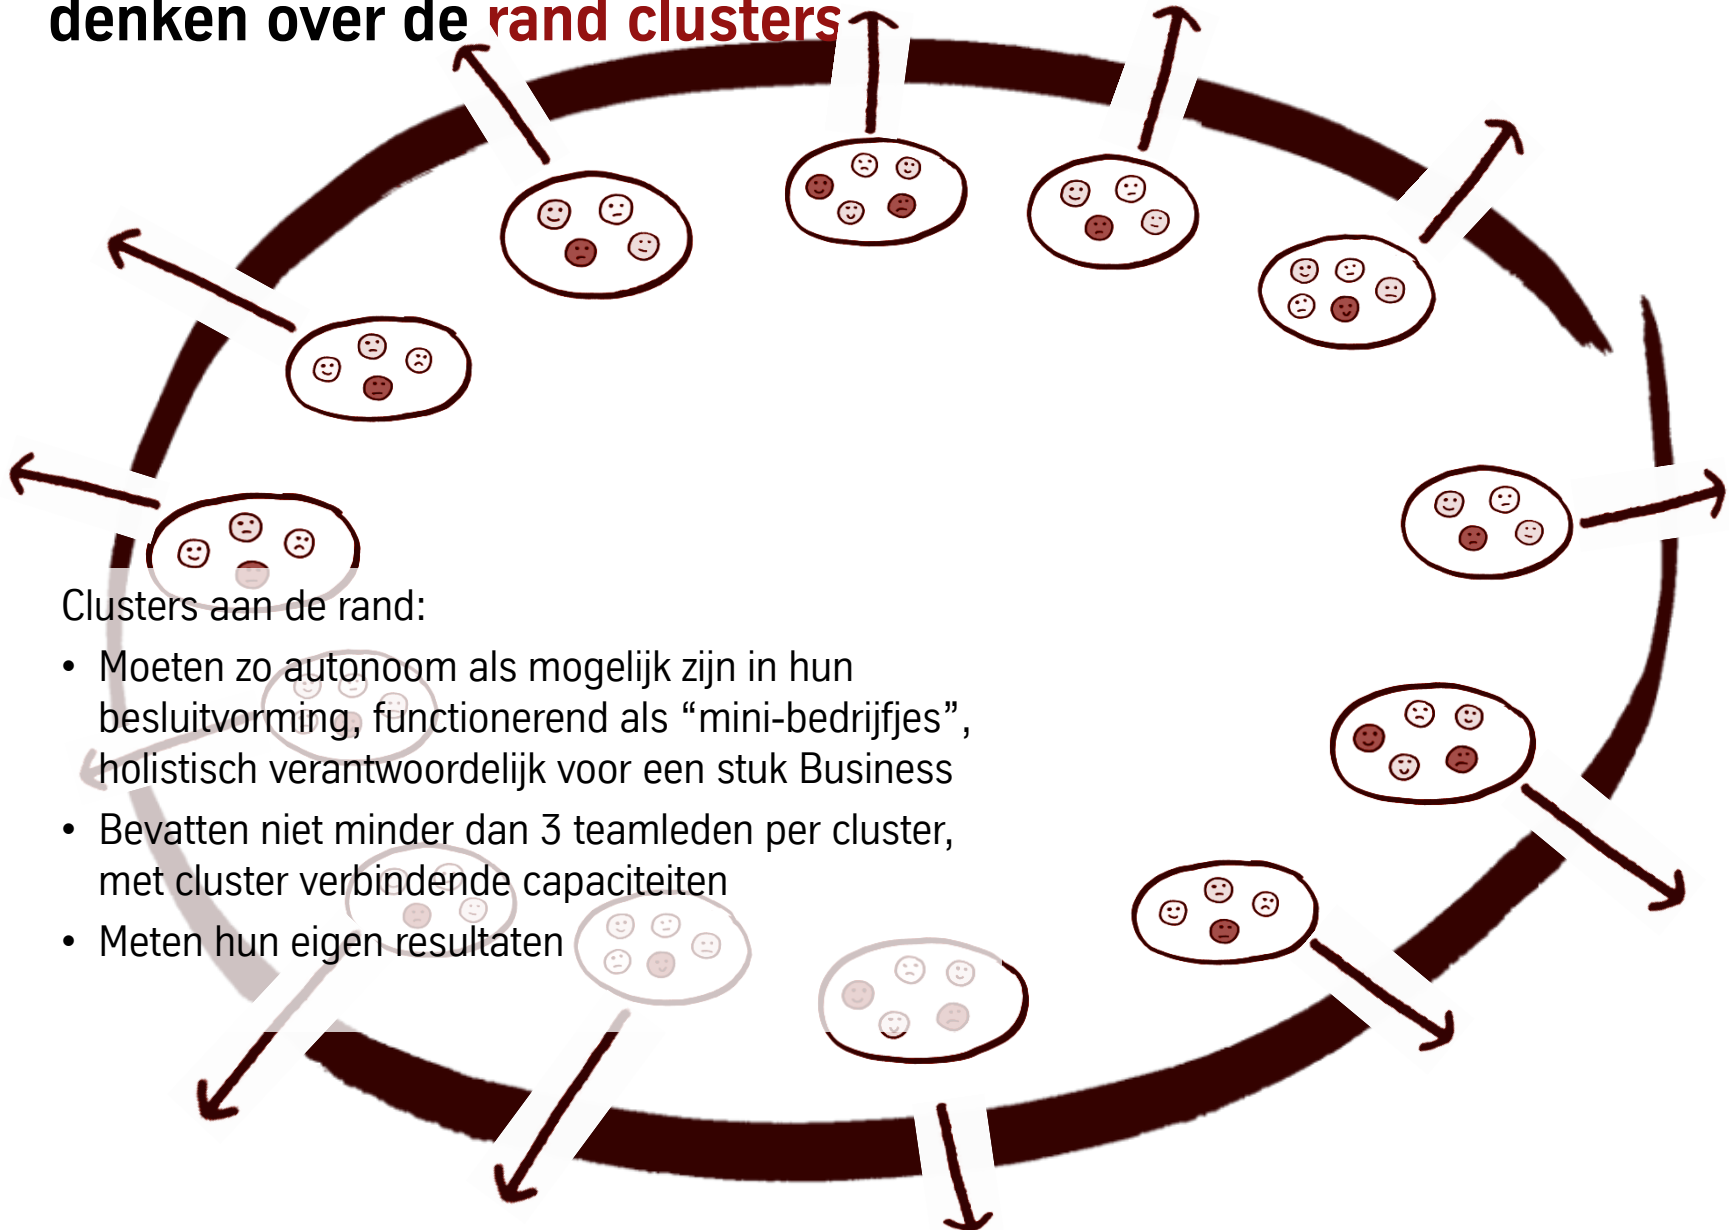 denken over de rand clusters
Clusters aan de rand:
• Moeten zo autonoom als mogelijk zijn in hun
besluitvorming, functionerend als “mini-bedrijfjes”,
holistisch verantwoordelijk voor een stuk Business
• Bevatten niet minder dan 3 teamleden per cluster,
met cluster verbindende capaciteiten
• Meten hun eigen resultaten